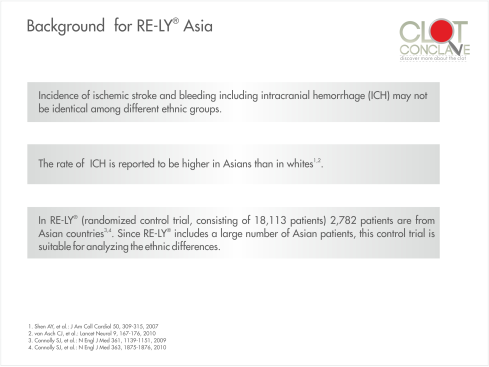 Background  for RE-LY® Asia
CLOT
CONCLAVE
discover more about the clot
Incidence of ischemic stroke and bleeding including intracranial hemorrhage (ICH) may not
be identical among different ethnic groups.
The rate of  ICH is reported to be higher in Asians than in whites1,2.
In RE-LY® (randomized control trial, consisting of 18,113 patients) 2,782 patients are from
Asian countries3,4. Since RE-LY® includes a large number of Asian patients, this control trial is
suitable for analyzing the ethnic differences.
1. Shen AY, et al.: J Am Coll Cardiol 50, 309-315, 2007
2. van Asch CJ, et al.: Lancet Neurol 9, 167-176, 2010
3. Connolly SJ, et al.: N Engl J Med 361, 1139-1151, 2009
4. Connolly SJ, et al.: N Engl J Med 363, 1875-1876, 2010